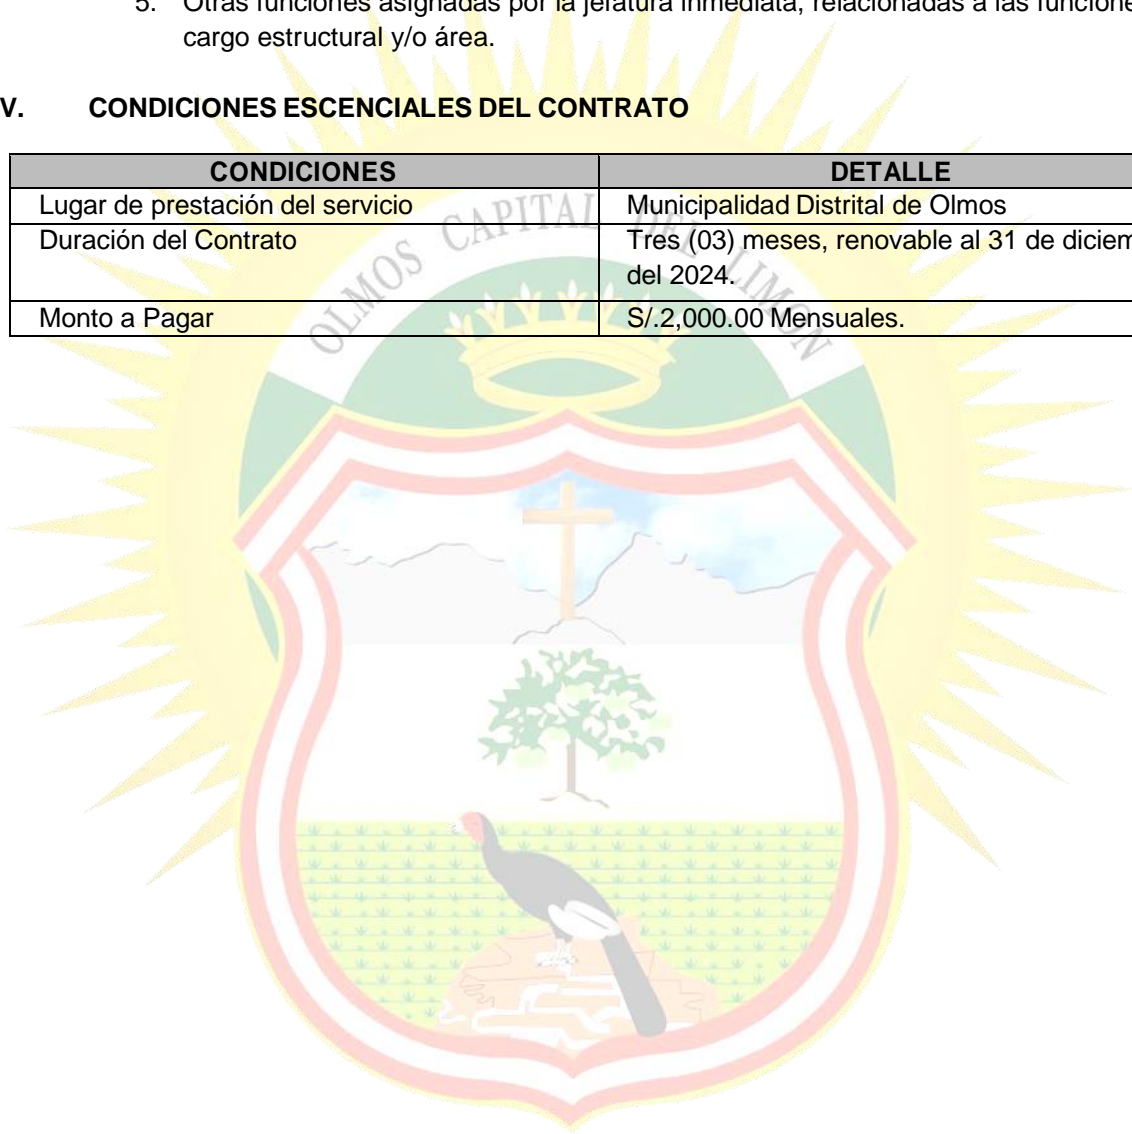 5. Otras funciones asignadas por la jefatura inmediata, relacionadas a las funcione
cargo estructural y/o área.
V. CONDICIONES ESCENCIALES DEL CONTRATO
CONDICIONES DETALLE
Lugar de prestación del servicio Municipalidad Distrital de Olmos
Duración del Contrato Tres (03) meses, renovable al 31 de diciem
del 2024.
Monto a Pagar S/.2,000.00 Mensuales.
OLMOS CAPITAL DEL LIMON